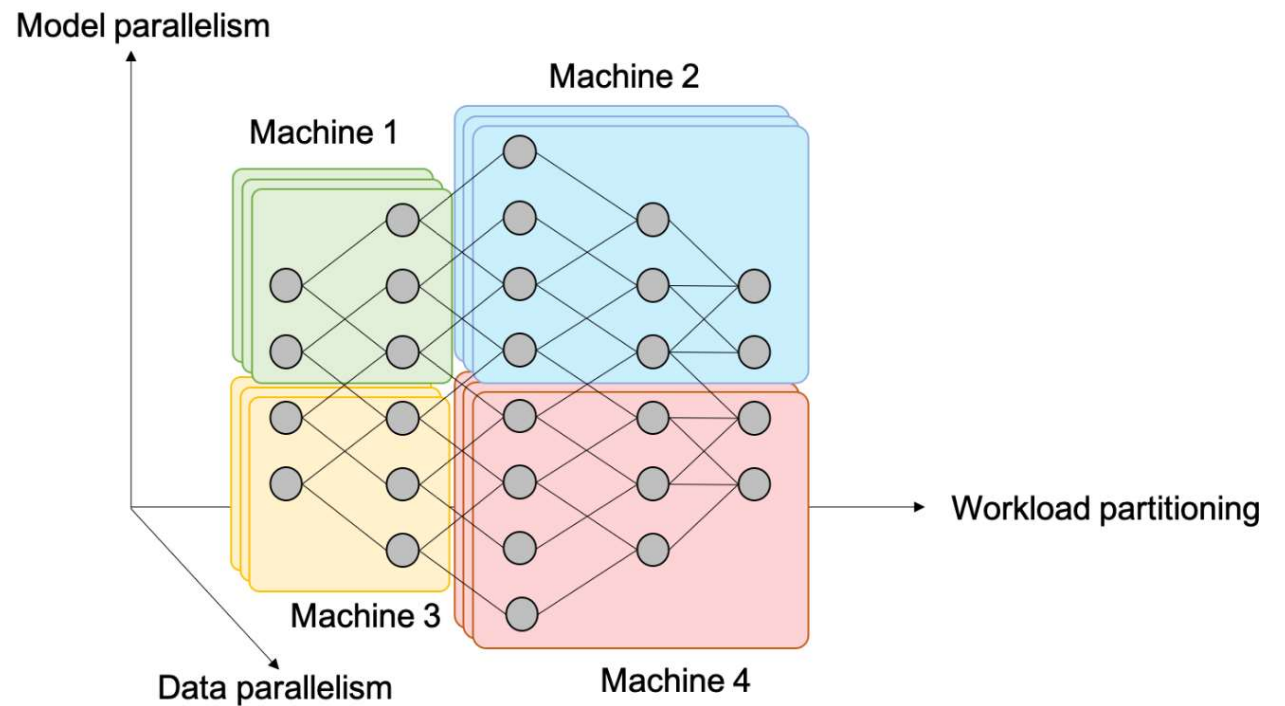 Model parallelism
Machine 2
Machine 1
Workload partitioning
Machine 3
Machine 4
Data parallelism